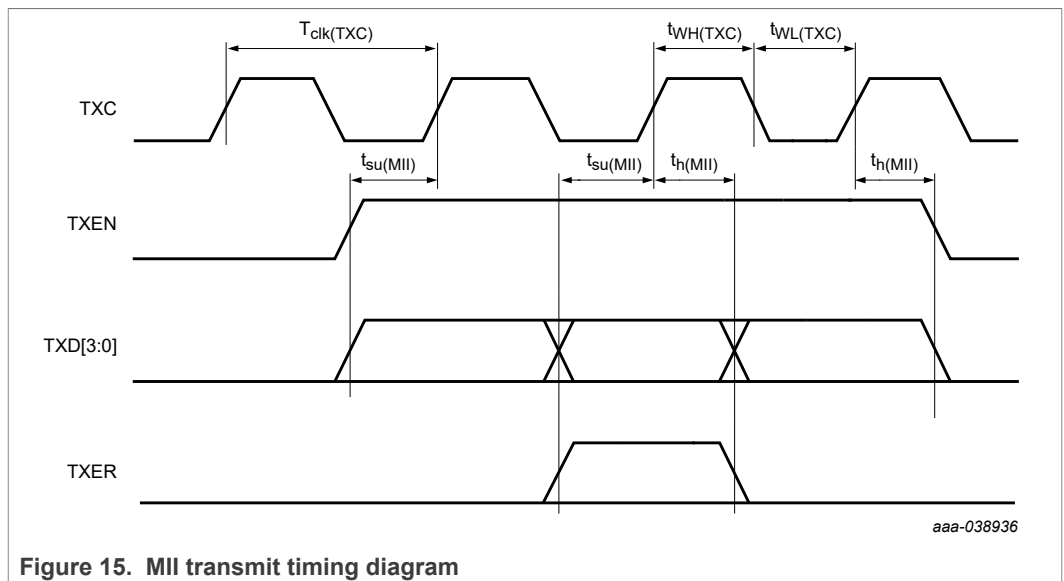 Tclk(TXC)
tWH(TXC)
tWL(TXC)
TXC
tsu(MII)
tsu(MII)
th(MII)
th(MII)
TXEN
TXD[3:0]
TXER
aaa-038936
Figure 15. MII transmit timing diagram